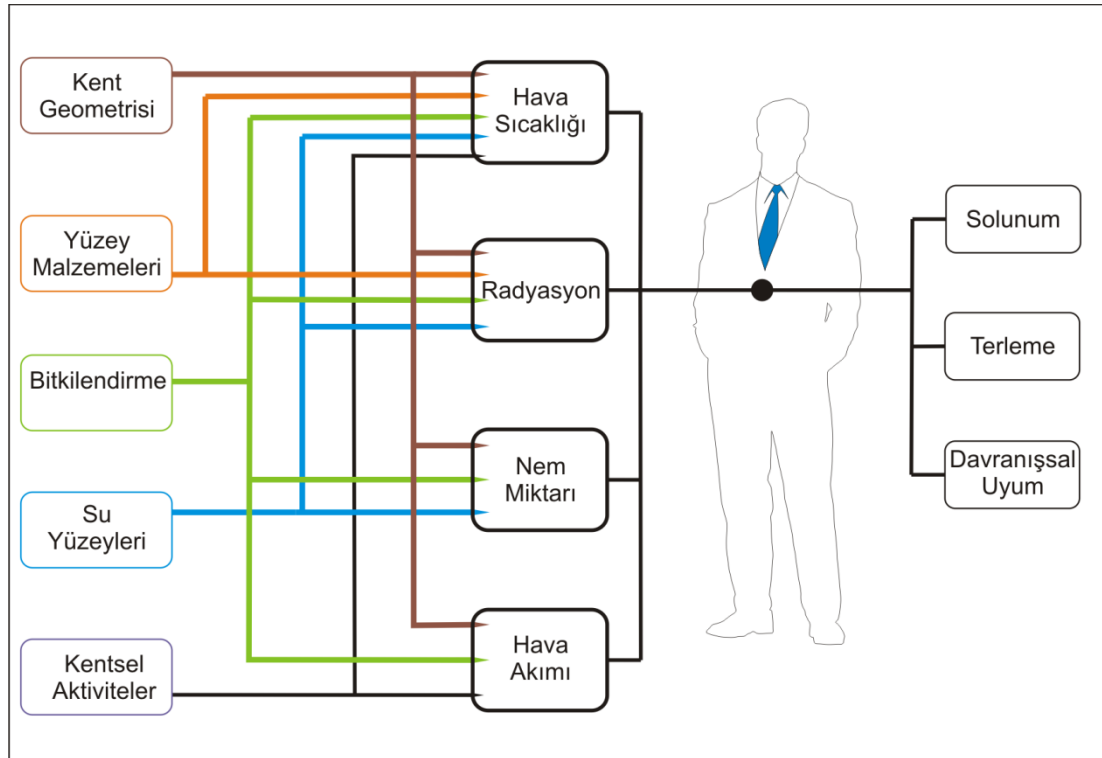 Kent
Geometrisi
Yüzey
Malzemeleri
Bitkilendirme
Su
Yüzeyleri
Kentsel
Aktiviteler
Hava
Sıcaklığı
Radyasyon
Nem
Miktarı
Hava
Akımı
Solunum
Terleme
Davranışsal
Uyum